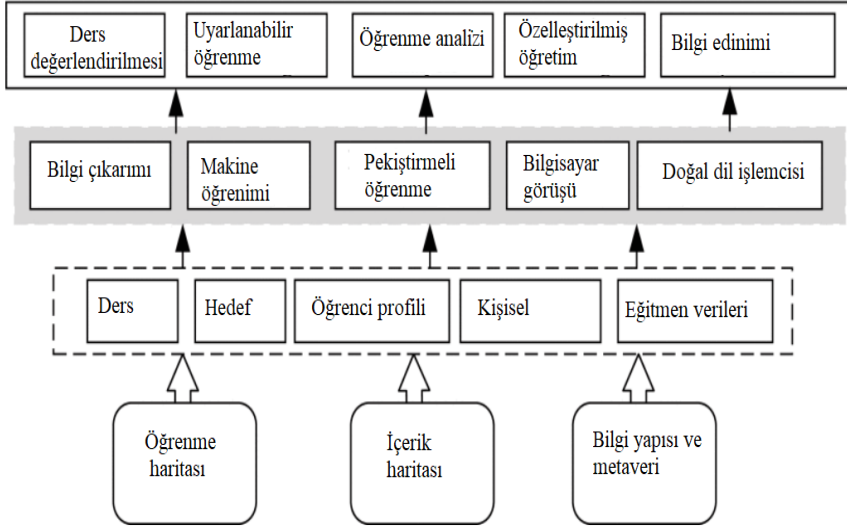 Ders
değerlendirilmesi
Uyarlanabilir
öğrenme
Öğrenme analizi
Özelleştirilmiş
öğretim
Bilgi edinimi
Bilgi çıkarımı
Makine
öğrenimi
Pekiştirmeli
öğrenme
Bilgisayar
görüşü
Doğal dil işlemcisi
Ders
Hedef
Öğrenci profili
Kişisel
Eğitmen verileri
Öğrenme
haritası
İçerik
haritası
Bilgi yapısı ve
metaveri